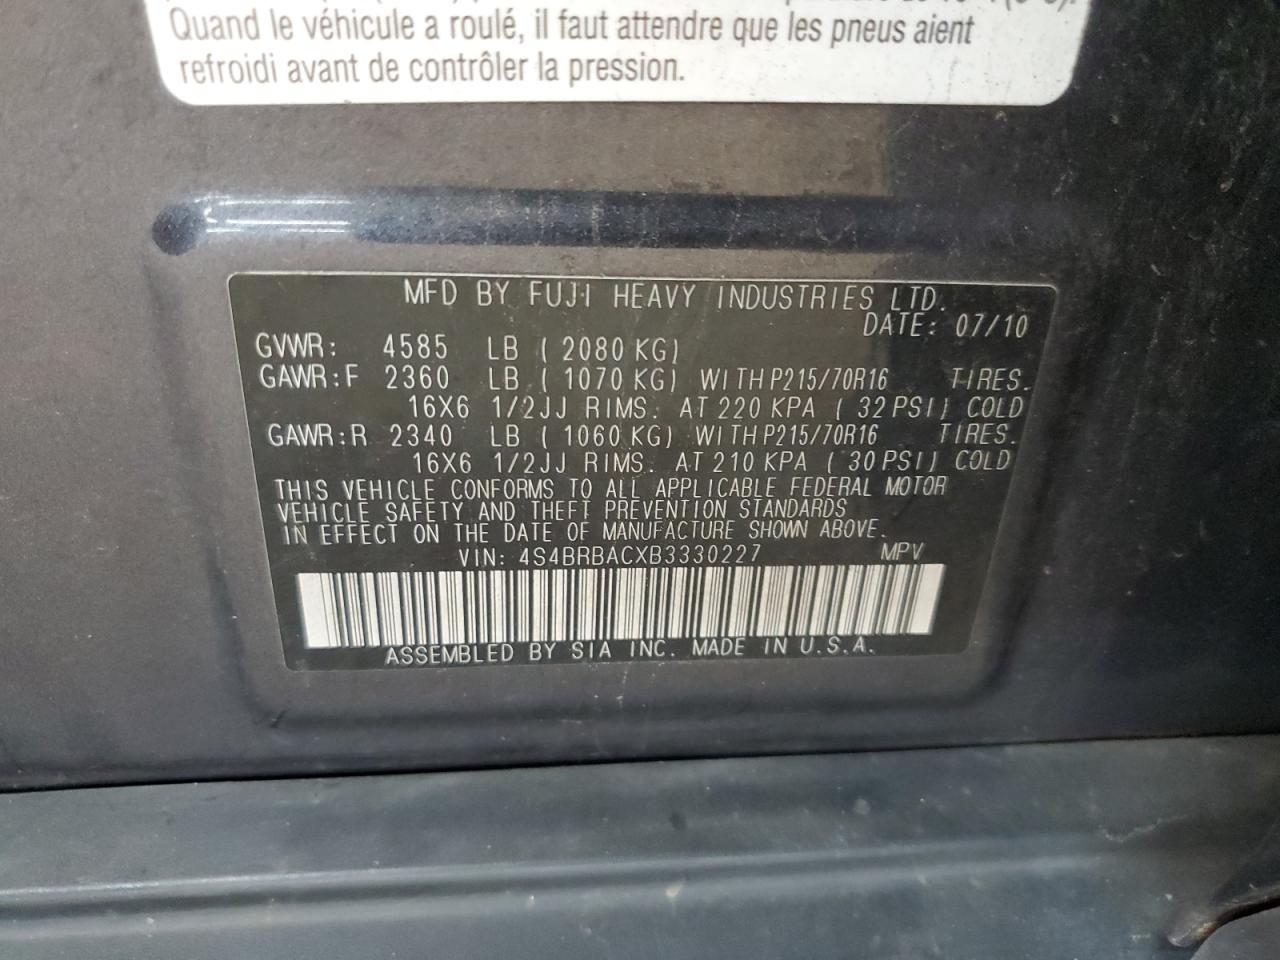 Quand le véhicule a roulé, il faut attendre que les pneus aient
refroidi avant de contrôler la pression.
MFD BY FUJI HEAVY INDUSTRIES LTD.
DATE: 07/10
GVWR: 4585 LB ( 2080 KG)
GAWR:F 2360 LB ( 1070 KG) WITH P215/70R16 TIRES.
16X6 1/2JJ RIMS. AT 220 KPA ( 32 PSI) COLD
GAWR:R 2340 LB ( 1060 KG) WITH P215/70R16 TIRES.
16X6 1/2JJ RIMS. AT 210 KPA ( 30 PSI) COLD
THIS VEHICLE CONFORMS TO ALL APPLICABLE FEDERAL MOTOR
VEHICLE SAFETY AND THEFT PREVENTION STANDARDS
IN EFFECT ON THE DATE OF MANUFACTURE SHOWN ABOVE.
VIN: 4S4BRBACXB3330227 MPV
ASSEMBLED BY SIA INC. MADE IN U.S.A.